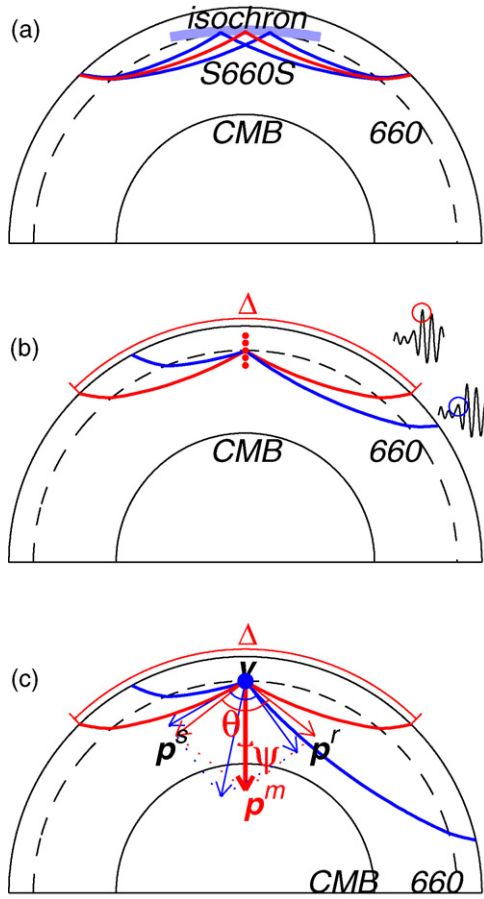 (a)
isochron
S660S
CMB 660
Δ
(b)
CMB 660
Δ
(c)
y
θ
p^s ψ p^r
p^m
CMB 660